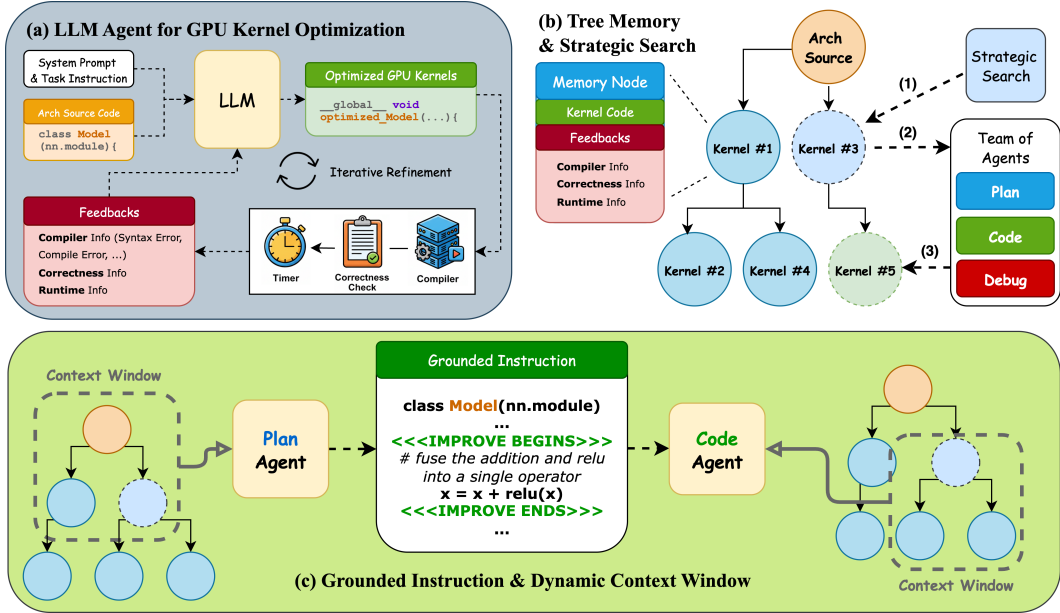 (a) LLM Agent for GPU Kernel Optimization
System Prompt
& Task Instruction
Arch Source Code
class Model
(nn.module){
LLM
Optimized GPU Kernels
__global__ void
optimized_Model(...){
Iterative Refinement
Feedbacks
Compiler Info (Syntax Error,
Compile Error, ...)
Correctness Info
Runtime Info
Timer
Correctness
Check
Compiler
(b) Tree Memory
& Strategic Search
Memory Node
Kernel Code
Feedbacks
Compiler Info
Correctness Info
Runtime Info
Arch
Source
Kernel #1
Kernel #3
Kernel #2
Kernel #4
Kernel #5
Strategic
Search
(1)
(2)
(3)
Team of
Agents
Plan
Code
Debug
Context Window
Plan
Agent
Grounded Instruction
class Model(nn.module)
...
<<<IMPROVE BEGINS>>>
# fuse the addition and relu
into a single operator
x = x + relu(x)
<<<IMPROVE ENDS>>>
...
Code
Agent
Context Window
(c) Grounded Instruction & Dynamic Context Window